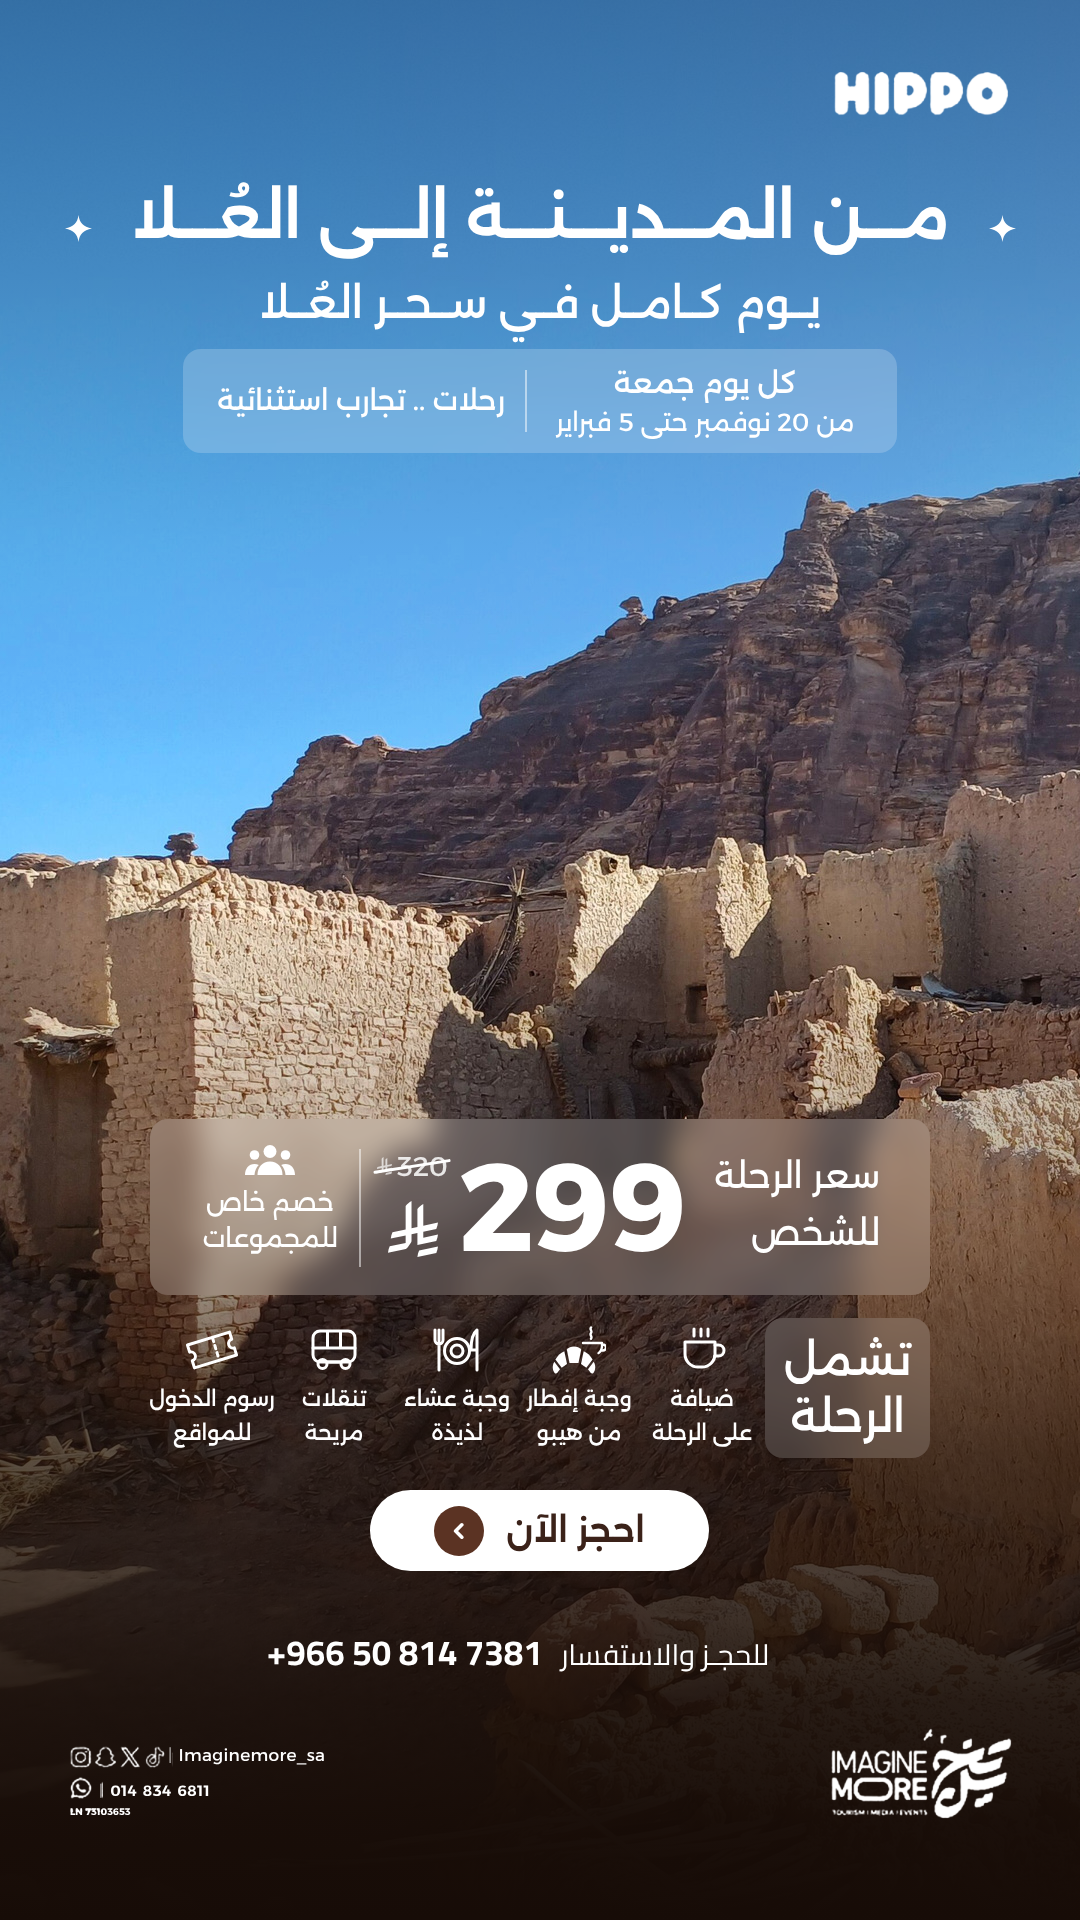 HIPPO
من المدينة إلى العُلا
يوم كامل في سحر العُلا
كل يوم جمعة
من 20 نوفمبر حتى 5 فبراير
رحلات .. تجارب استثنائية
سعر الرحلة
للشخص
299
320
خصم خاص
للمجموعات
تشمل
الرحلة
ضيافة
على الرحلة
وجبة إفطار
من هيبو
وجبة عشاء
لذيذة
تنقلات
مريحة
رسوم الدخول
للمواقع
احجز الآن
للحجز والاستفسار +966 50 814 7381
| Imaginemore_sa
| 014 834 6811
LN 73103653
IMAGINE
MORE
TOURISM | MEDIA | EVENTS